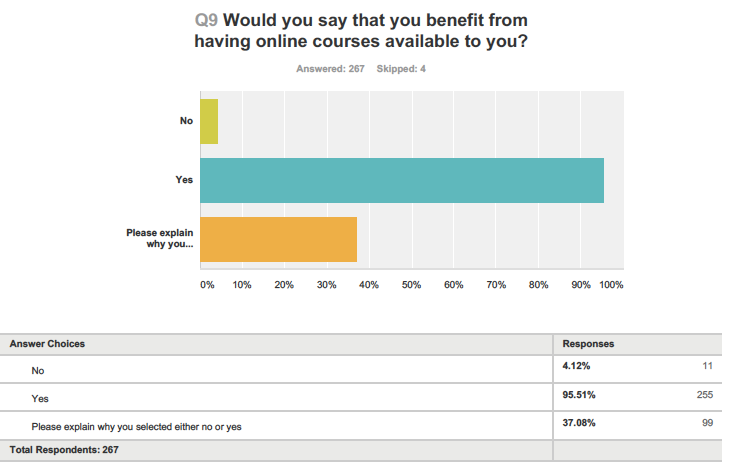 Q9 Would you say that you benefit from
having online courses available to you?
Answered: 267 Skipped: 4
No
Yes
Please explain
why you...
0% 10% 20% 30% 40% 50% 60% 70% 80% 90% 100%
Answer Choices Responses
No 4.12% 11
Yes 95.51% 255
Please explain why you selected either no or yes 37.08% 99
Total Respondents: 267